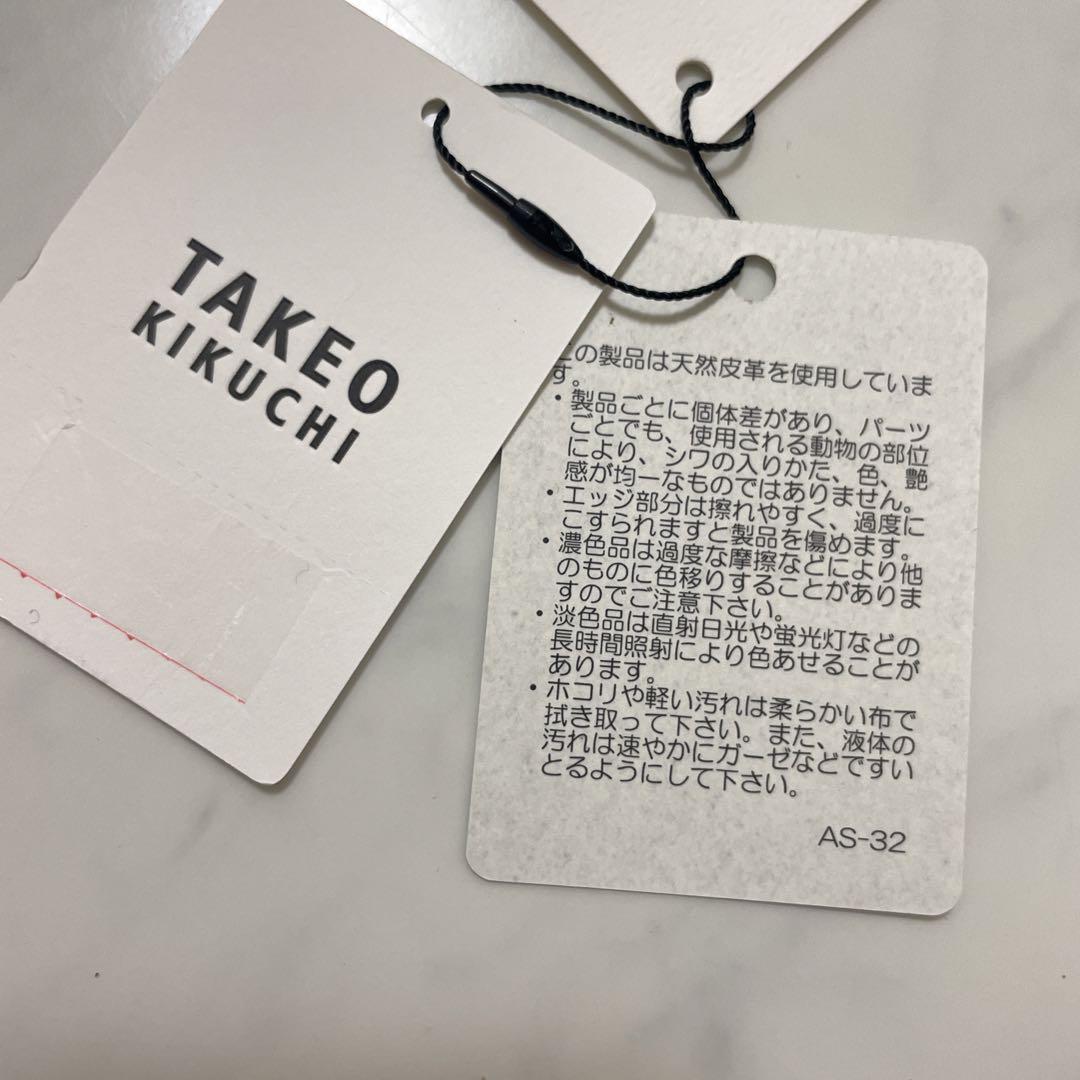 TAKEO
KIKUCHI
この製品は天然皮革を使用していま
す。
・製品ごとに個体差があり、パーツ
ごとでも、使用される動物の部位
により、シワの入りかた、色、艶
感が均一なものではありません。
・エッジ部分は擦れやすく、過度に
こすられますと製品を傷めます。
・濃色品は過度な摩擦などにより他
のものに色移りすることがありま
すのでご注意下さい。
・淡色品は直射日光や蛍光灯などの
長時間照射により色あせることが
あります。
・ホコリや軽い汚れは柔らかい布で
拭き取って下さい。また、液体の
汚れは速やかにガーゼなどですい
とるようにして下さい。
AS-32